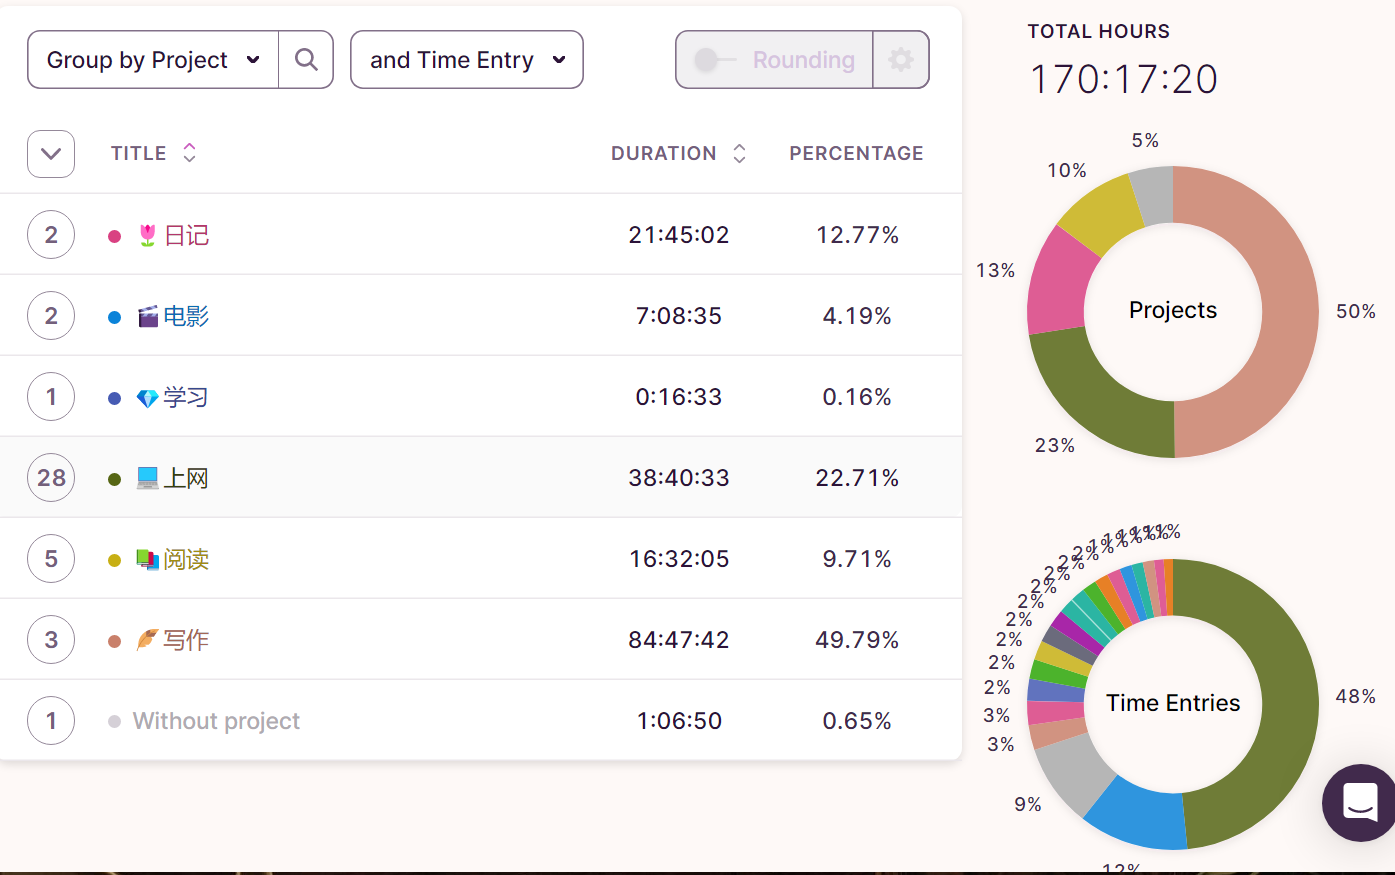 Group by Project
and Time Entry
Rounding
TITLE DURATION PERCENTAGE
2 🌷日记 21:45:02 12.77%
2 🎬电影 7:08:35 4.19%
1 💎学习 0:16:33 0.16%
28 💻上网 38:40:33 22.71%
5 📚阅读 16:32:05 9.71%
3 🪶写作 84:47:42 49.79%
1 Without project 1:06:50 0.65%
TOTAL HOURS
170:17:20
5%
10%
13%
Projects
50%
23%
1%
2%
2%
2%
2%
2%
2%
2%
2%
2%
3%
3%
Time Entries
48%
9%
12%